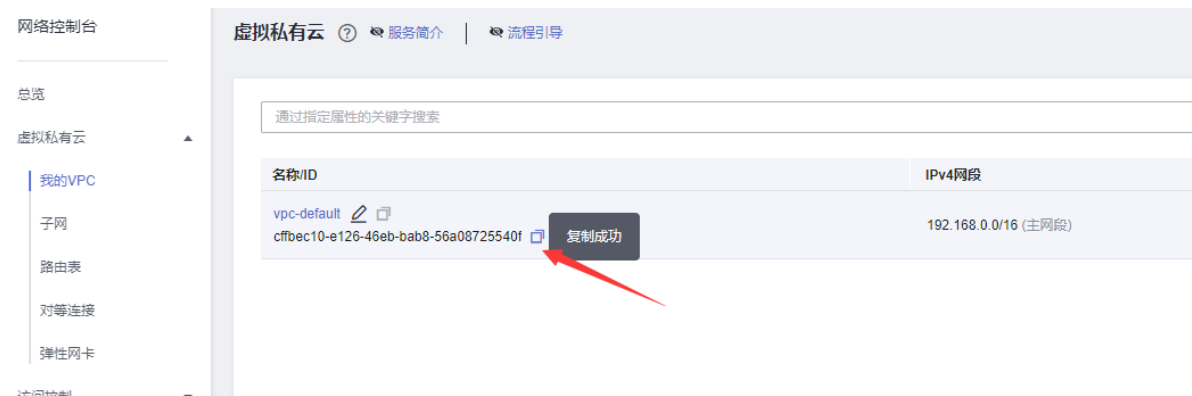 网络控制台
虚拟私有云 ? 服务简介 | 流程引导
总览
通过指定属性的关键字搜索
虚拟私有云
名称/ID IPv4网段
我的VPC
vpc-default
子网
cffbec10-e126-46eb-bab8-56a08725540f 复制成功 192.168.0.0/16 (主网段)
路由表
对等连接
弹性网卡
访问控制